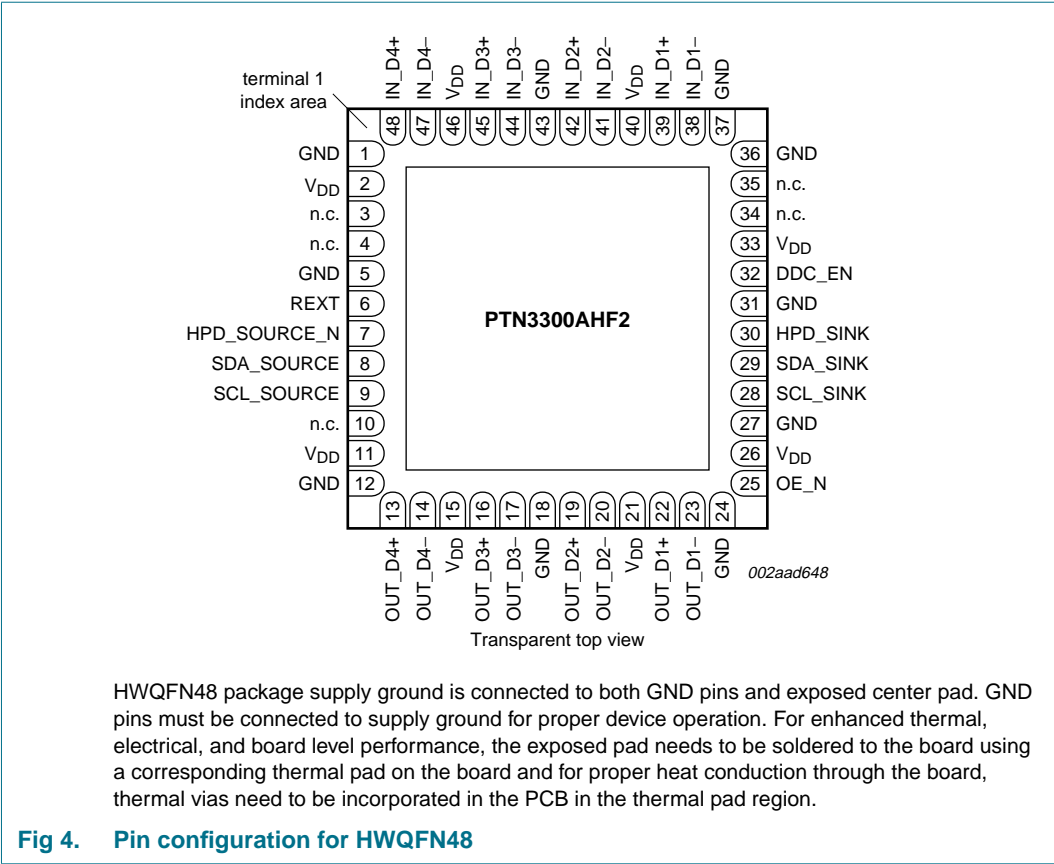 IN_D4+
IN_D4−
VDD
IN_D3+
IN_D3−
GND
IN_D2+
IN_D2−
VDD
IN_D1+
IN_D1−
GND
terminal 1
index area
48 47 46 45 44 43 42 41 40 39 38 37
GND 1 36 GND
VDD 2 35 n.c.
n.c. 3 34 n.c.
n.c. 4 33 VDD
GND 5 32 DDC_EN
REXT 6 31 GND
PTN3300AHF2
HPD_SOURCE_N 7 30 HPD_SINK
SDA_SOURCE 8 29 SDA_SINK
SCL_SOURCE 9 28 SCL_SINK
n.c. 10 27 GND
VDD 11 26 VDD
GND 12 25 OE_N
13 14 15 16 17 18 19 20 21 22 23 24
OUT_D4+
OUT_D4−
VDD
OUT_D3+
OUT_D3−
GND
OUT_D2+
OUT_D2−
VDD
OUT_D1+
OUT_D1−
GND
002aad648
Transparent top view
HWQFN48 package supply ground is connected to both GND pins and exposed center pad. GND
pins must be connected to supply ground for proper device operation. For enhanced thermal,
electrical, and board level performance, the exposed pad needs to be soldered to the board using
a corresponding thermal pad on the board and for proper heat conduction through the board,
thermal vias need to be incorporated in the PCB in the thermal pad region.
Fig 4. Pin configuration for HWQFN48